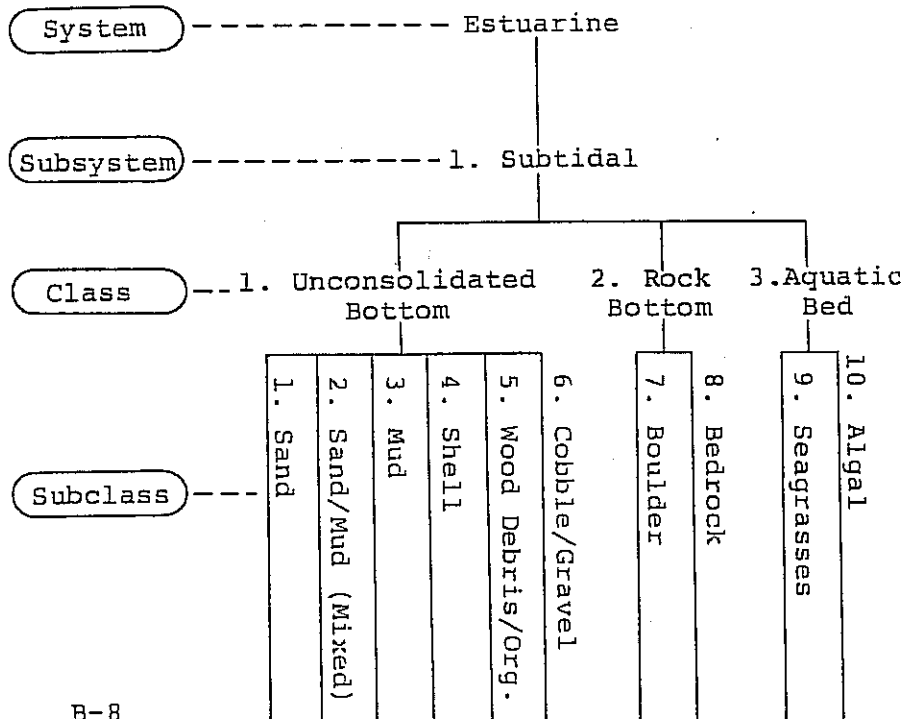 System
Estuarine
Subsystem
1. Subtidal
Class
1. Unconsolidated
Bottom
2. Rock
Bottom
3.Aquatic
Bed
Subclass
1. Sand
2. Sand/Mud (Mixed)
3. Mud
4. Shell
5. Wood Debris/Org.
6. Cobble/Gravel
7. Boulder
8. Bedrock
9. Seagrasses
10. Algal
B-8